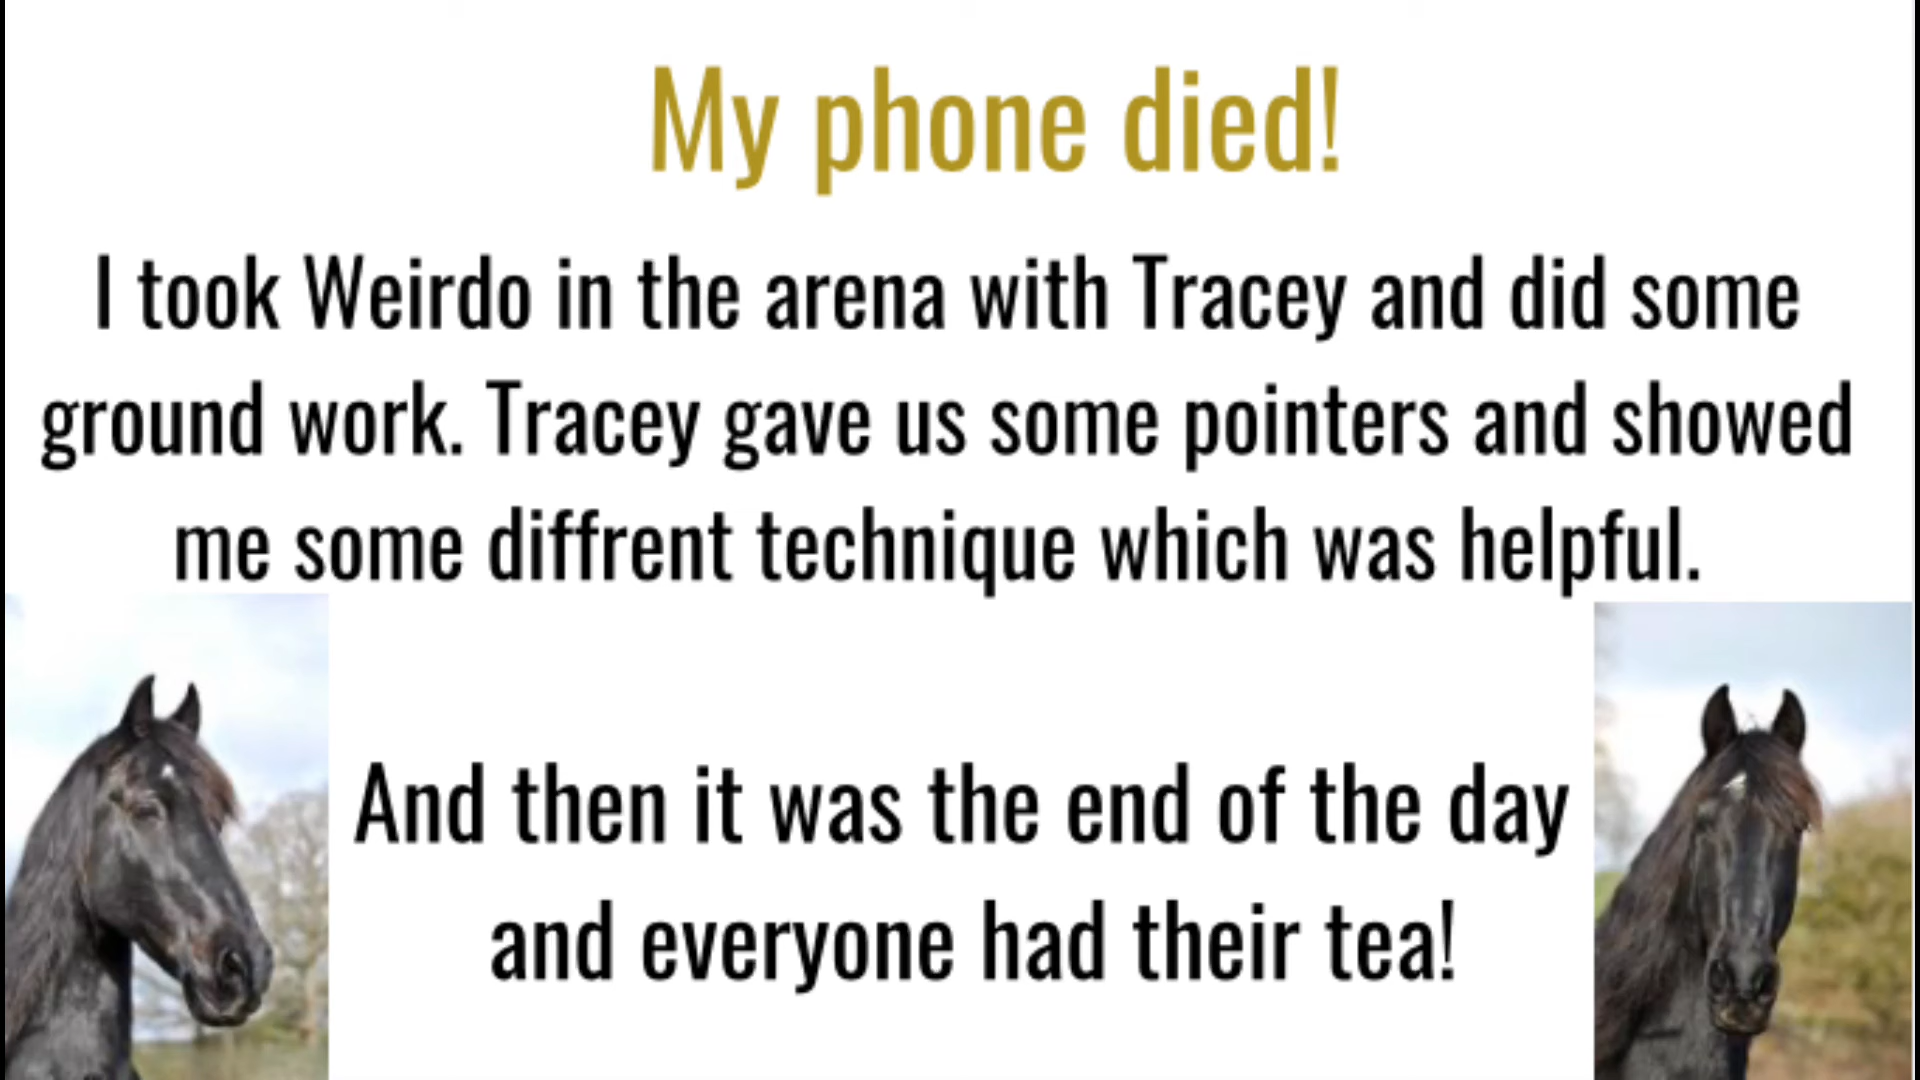 My phone died!
I took Weirdo in the arena with Tracey and did some
ground work. Tracey gave us some pointers and showed
me some diffrent technique which was helpful.
And then it was the end of the day
and everyone had their tea!